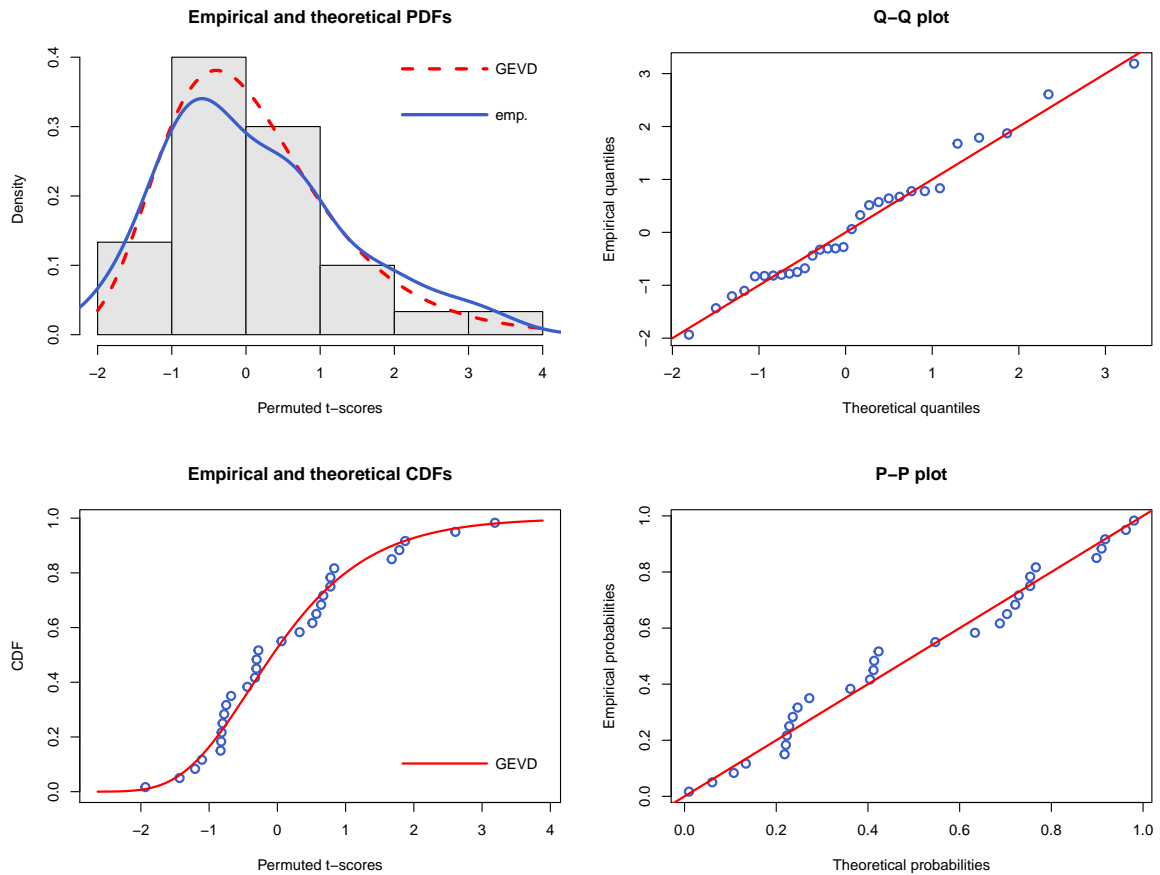 Empirical and theoretical PDFs
Density
0.0 0.1 0.2 0.3 0.4
GEVD
emp.
−2 −1 0 1 2 3 4
Permuted t−scores
Q−Q plot
Empirical quantiles
−2 −1 0 1 2 3
−2 −1 0 1 2 3
Theoretical quantiles
Empirical and theoretical CDFs
CDF
0.0 0.2 0.4 0.6 0.8 1.0
GEVD
−2 −1 0 1 2 3 4
Permuted t−scores
P−P plot
Empirical probabilities
0.0 0.2 0.4 0.6 0.8 1.0
0.0 0.2 0.4 0.6 0.8 1.0
Theoretical probabilities